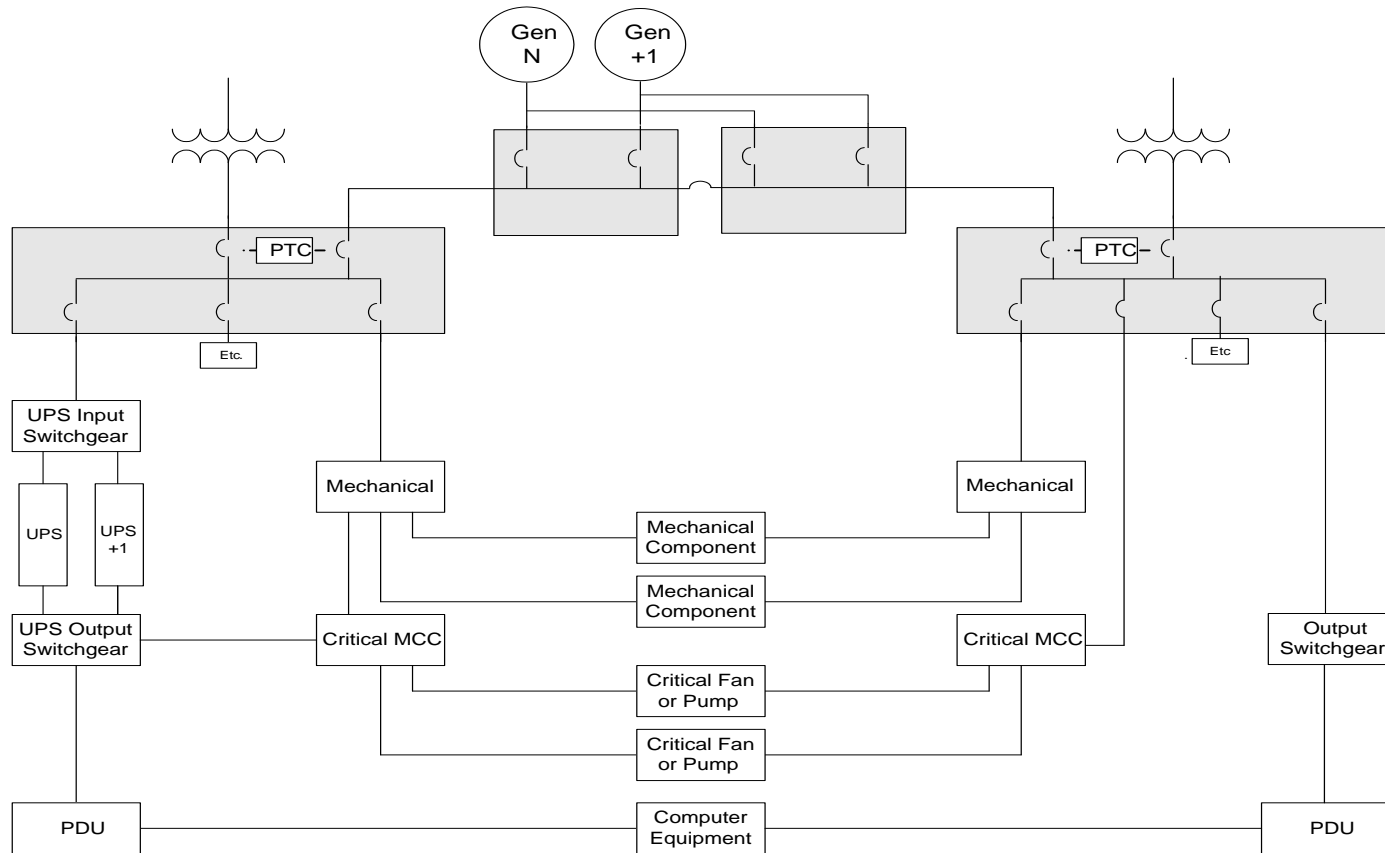 Gen
N
Gen
+1
PTC
PTC
Etc.
Etc
UPS Input
Switchgear
Mechanical
Mechanical
UPS
UPS
+1
Mechanical
Component
Mechanical
Component
UPS Output
Switchgear
Critical MCC
Critical MCC
Output
Switchgear
Critical Fan
or Pump
Critical Fan
or Pump
PDU
Computer
Equipment
PDU